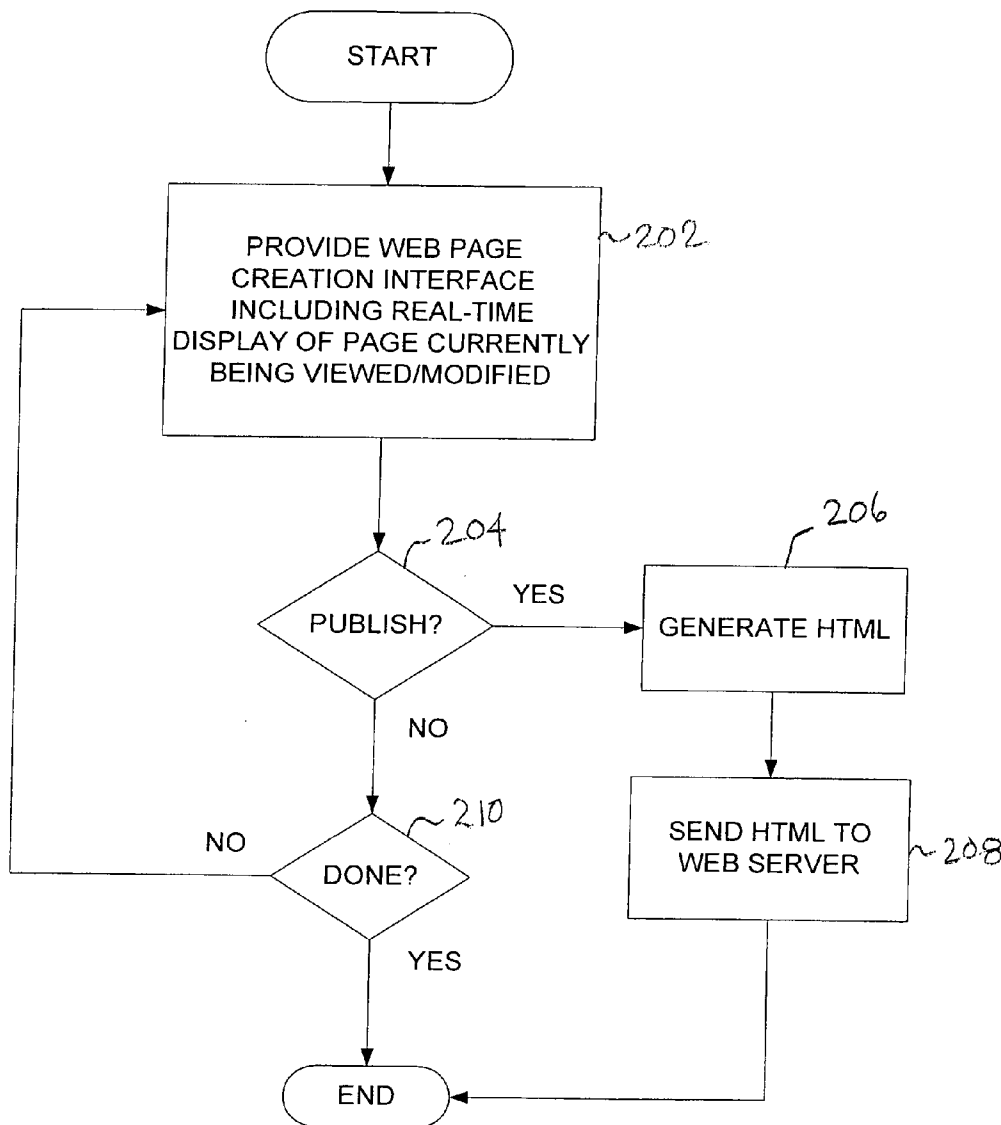 START
PROVIDE WEB PAGE
CREATION INTERFACE
INCLUDING REAL-TIME
DISPLAY OF PAGE CURRENTLY
BEING VIEWED/MODIFIED
202
204
PUBLISH?
YES
206
GENERATE HTML
NO
210
NO
DONE?
SEND HTML TO
WEB SERVER
208
YES
END